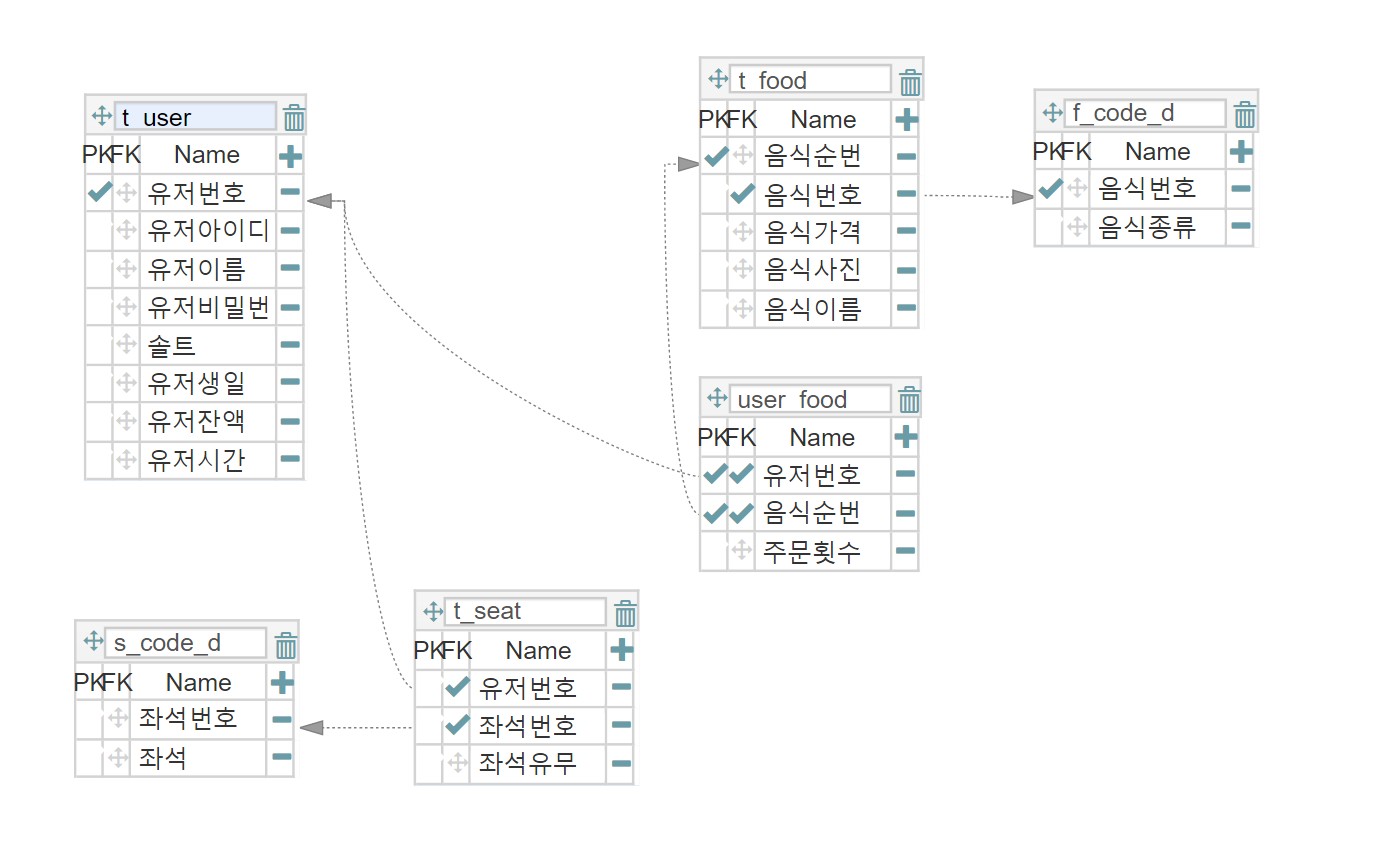 t_user
PK FK Name
유저번호
유저아이디
유저이름
유저비밀번
솔트
유저생일
유저잔액
유저시간
t_food
PK FK Name
음식순번
음식번호
음식가격
음식사진
음식이름
f_code_d
PK FK Name
음식번호
음식종류
user_food
PK FK Name
유저번호
음식순번
주문횟수
s_code_d
PK FK Name
좌석번호
좌석
t_seat
PK FK Name
유저번호
좌석번호
좌석유무